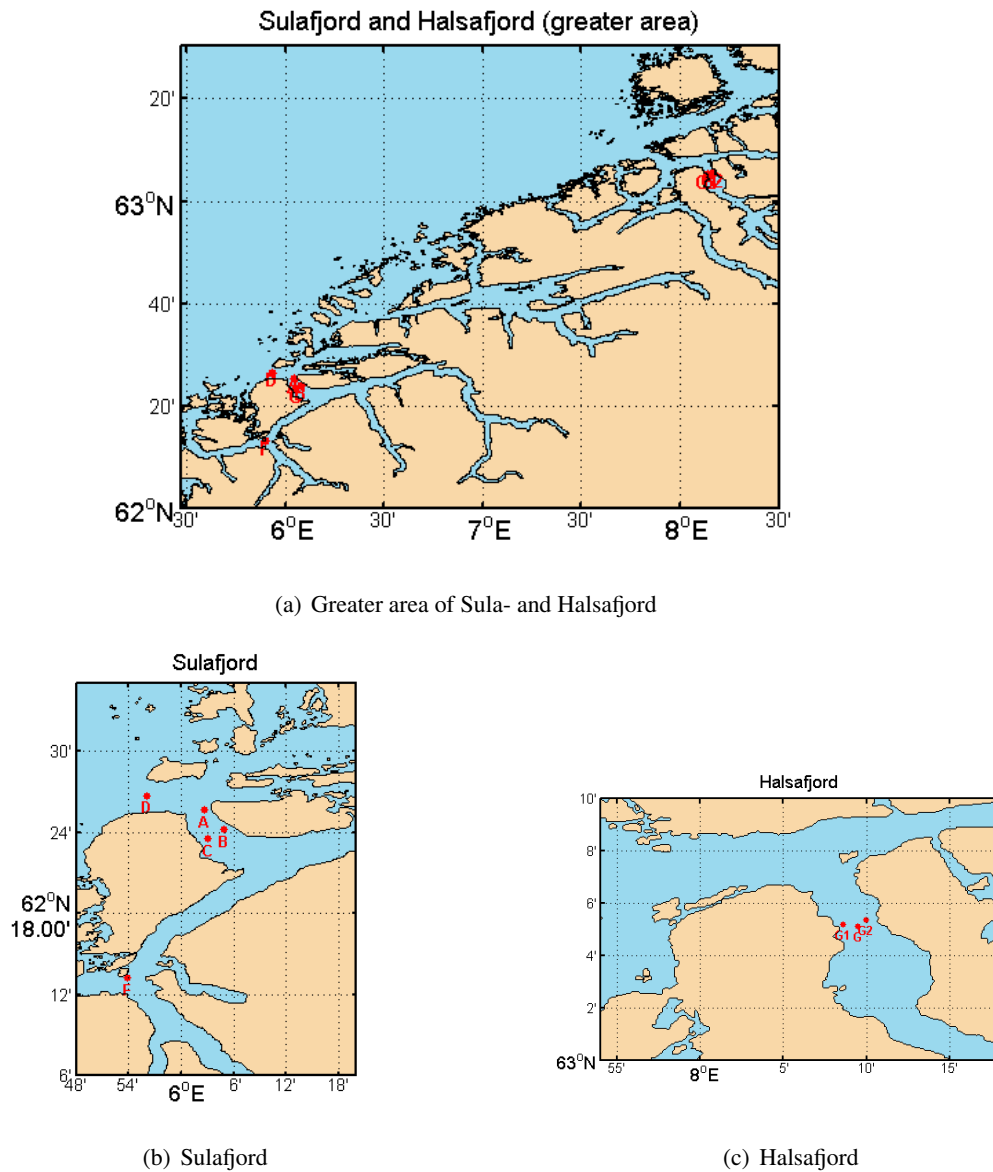 Sulafjord and Halsafjord (greater area)
20'
63°N
40'
20'
62°N
30' 6°E 30' 7°E 30' 8°E 30'
D
F
(a) Greater area of Sula- and Halsafjord
Sulafjord
30'
24'
62°N
18.00'
12'
6'
48' 54' 6°E 6' 12' 18'
D
A
B
C
F
(b) Sulafjord
Halsafjord
10'
8'
6'
4'
2'
63°N
55' 8°E 5' 10' 15'
G1 G G2
(c) Halsafjord